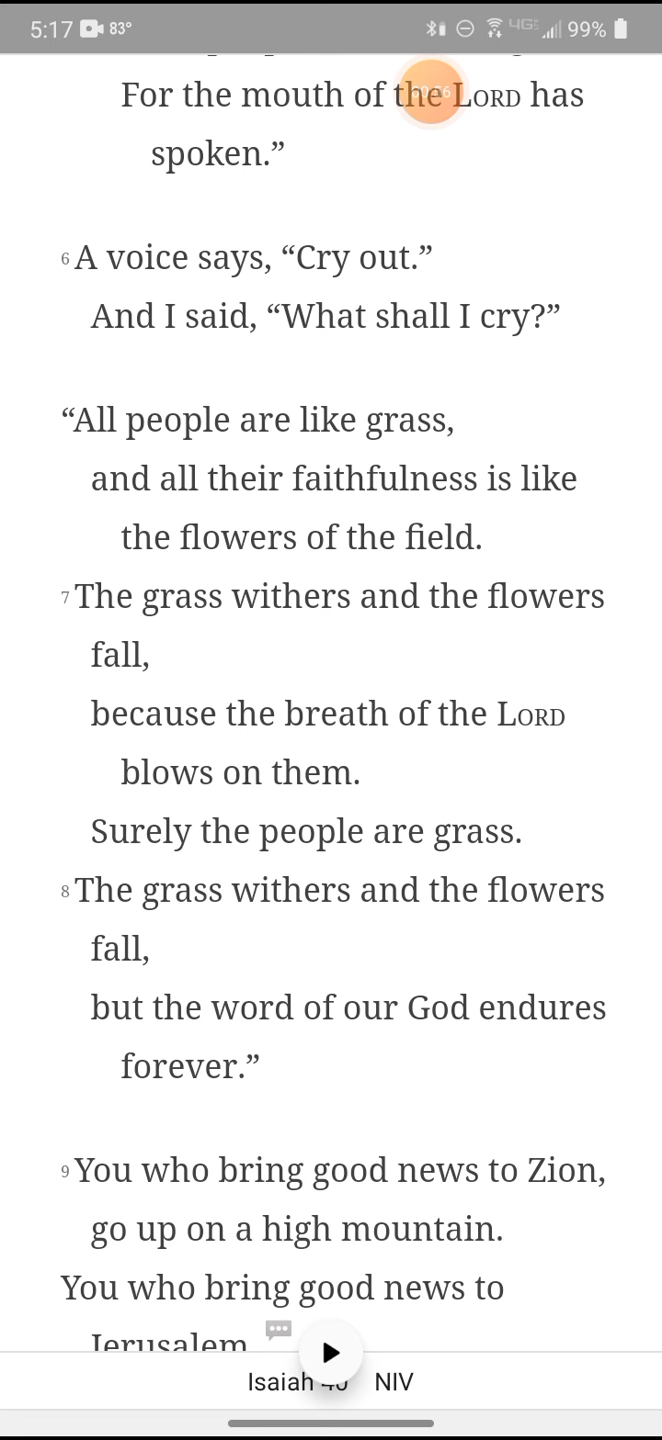 5:17 83° 4G 99%
For the mouth of the LORD has
spoken.”
6 A voice says, “Cry out.”
And I said, “What shall I cry?”
“All people are like grass,
and all their faithfulness is like
the flowers of the field.
7 The grass withers and the flowers
fall,
because the breath of the LORD
blows on them.
Surely the people are grass.
8 The grass withers and the flowers
fall,
but the word of our God endures
forever.”
9 You who bring good news to Zion,
go up on a high mountain.
You who bring good news to
Jerusalem
Isaiah 40 NIV